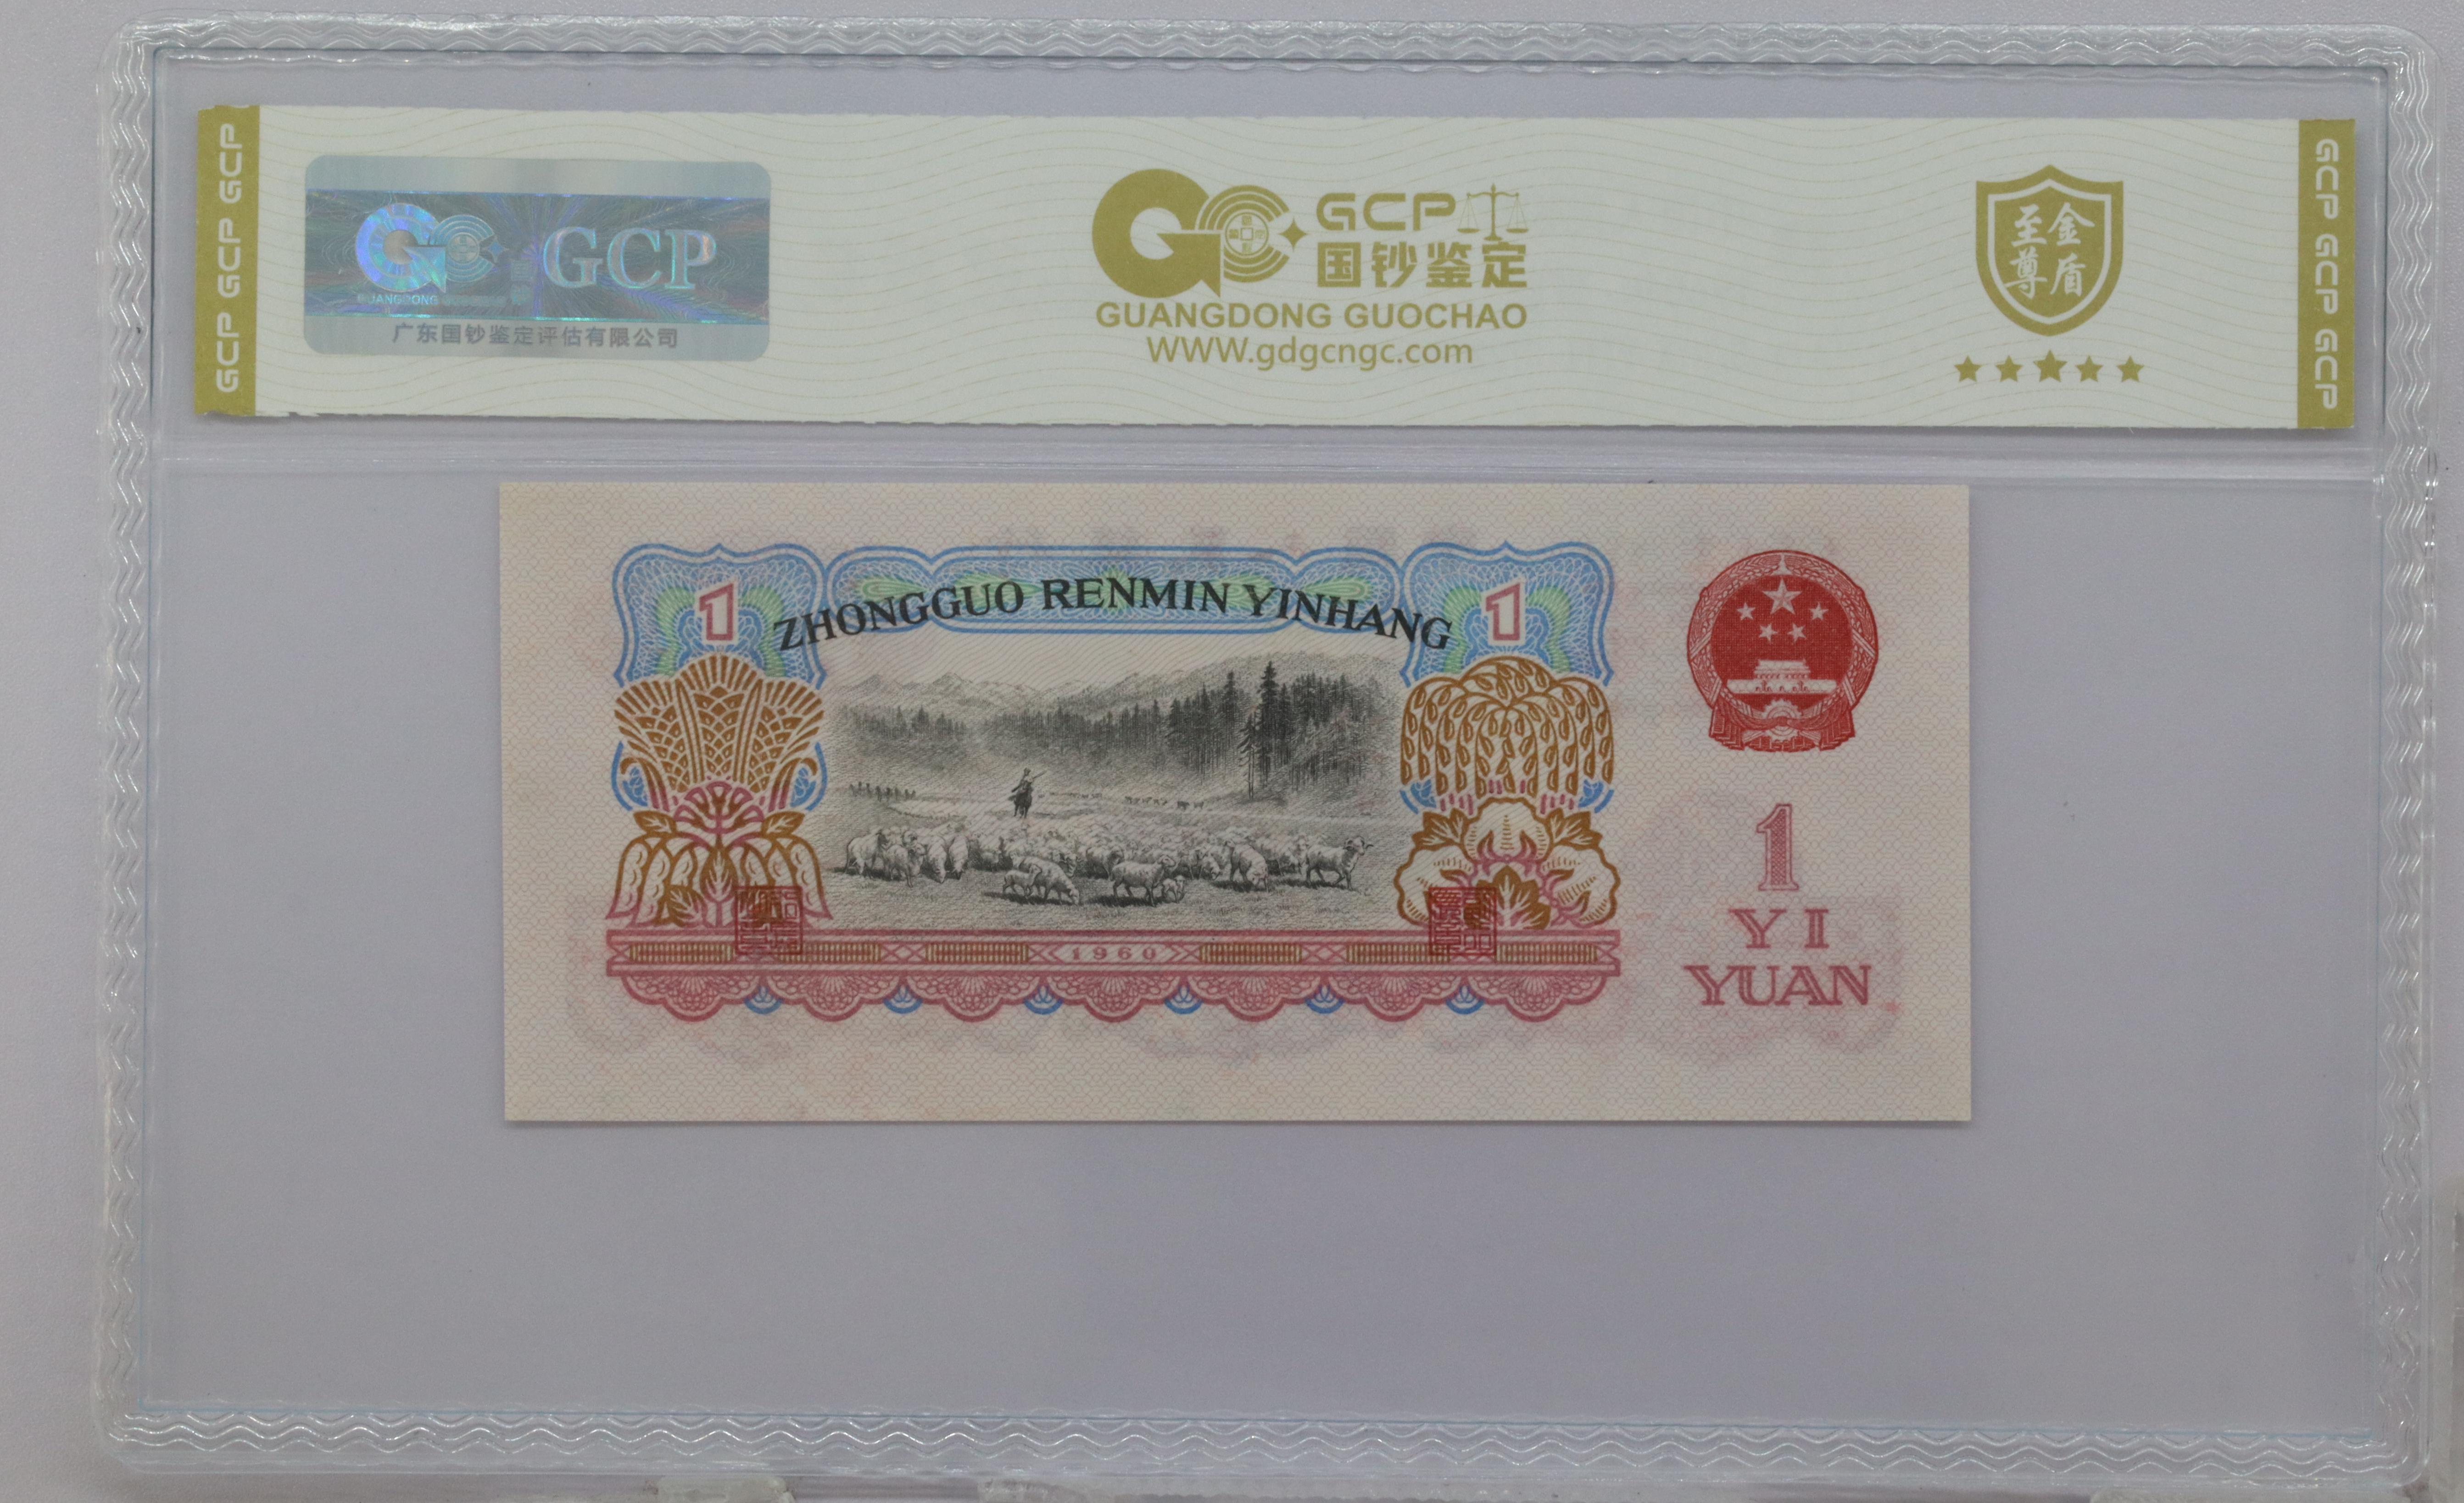 GCP GCP GCP
GCP
GUANGDONG GUOCHAO
广东国钞鉴定评估有限公司
GCP
国钞鉴定
GUANGDONG GUOCHAO
WWW.gdgcngc.com
至尊
金盾
GCP GCP GCP
1
ZHONGGUO RENMIN YINHANG
1
1960
1
YI
YUAN